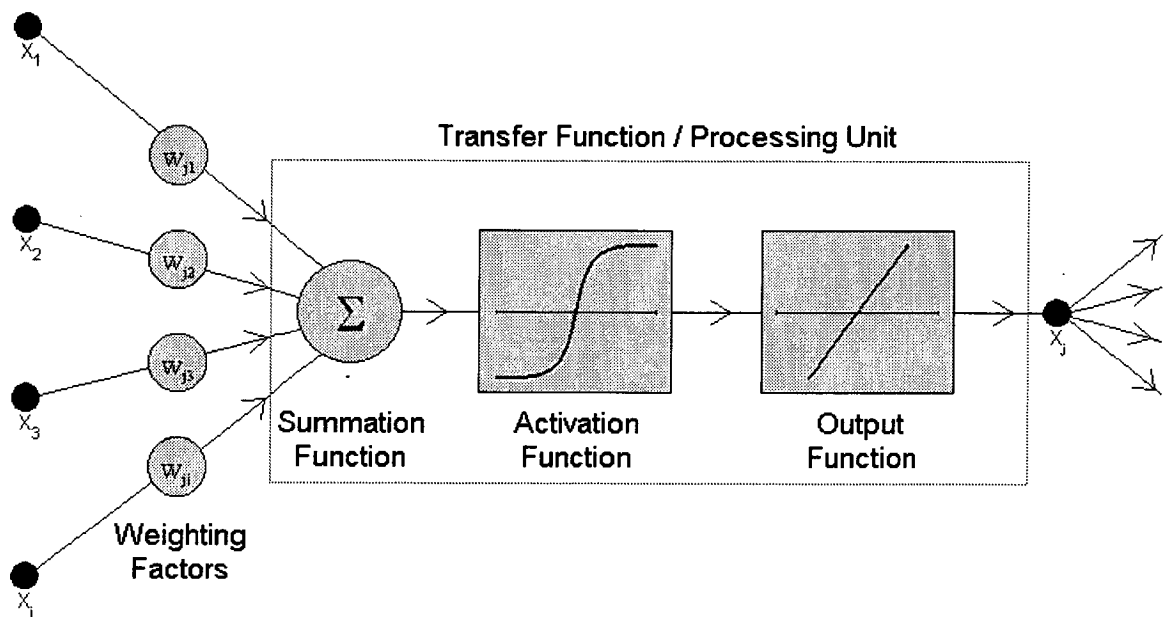 X1
Wj1
Transfer Function / Processing Unit
X2
Wj2
Σ
Xj
X3
Wj3
Summation
Function
Activation
Function
Output
Function
Wji
Weighting
Factors
Xi